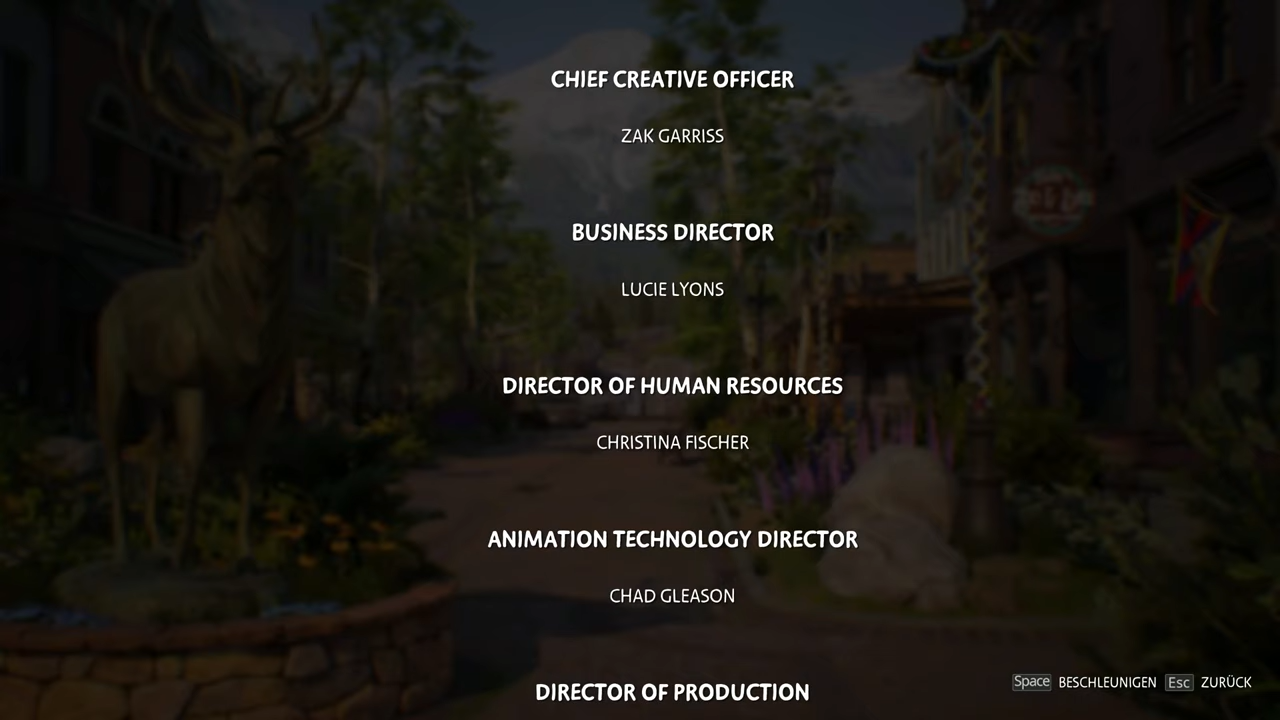 CHIEF CREATIVE OFFICER
ZAK GARRISS
BUSINESS DIRECTOR
LUCIE LYONS
DIRECTOR OF HUMAN RESOURCES
CHRISTINA FISCHER
ANIMATION TECHNOLOGY DIRECTOR
CHAD GLEASON
DIRECTOR OF PRODUCTION
Space BESCHLEUNIGEN Esc ZURÜCK